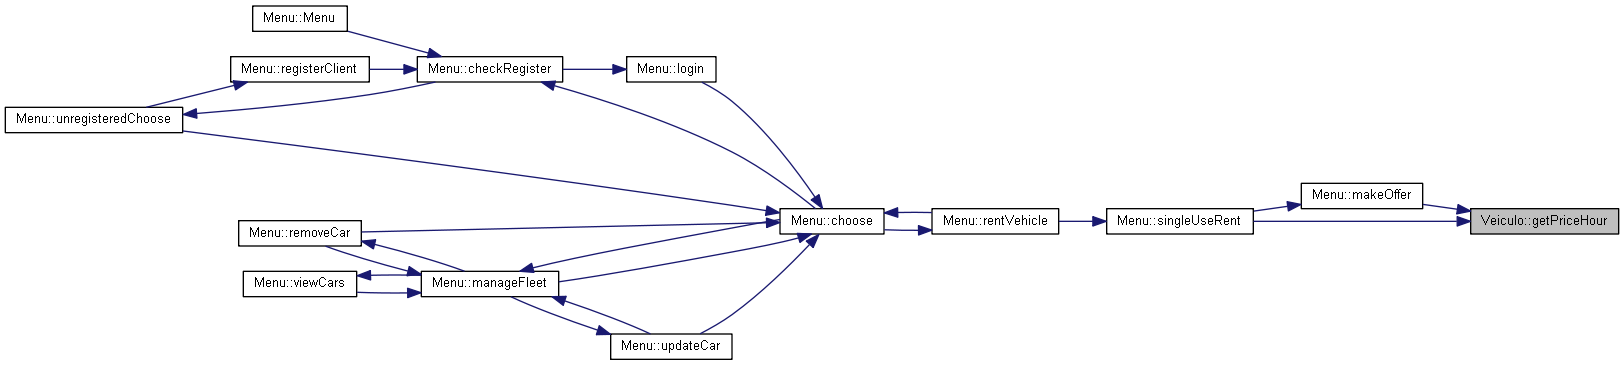 Menu::Menu
Menu::registerClient
Menu::checkRegister
Menu::login
Menu::unregisteredChoose
Menu::makeOffer
Menu::choose
Menu::rentVehicle
Menu::singleUseRent
Veiculo::getPriceHour
Menu::removeCar
Menu::viewCars
Menu::manageFleet
Menu::updateCar